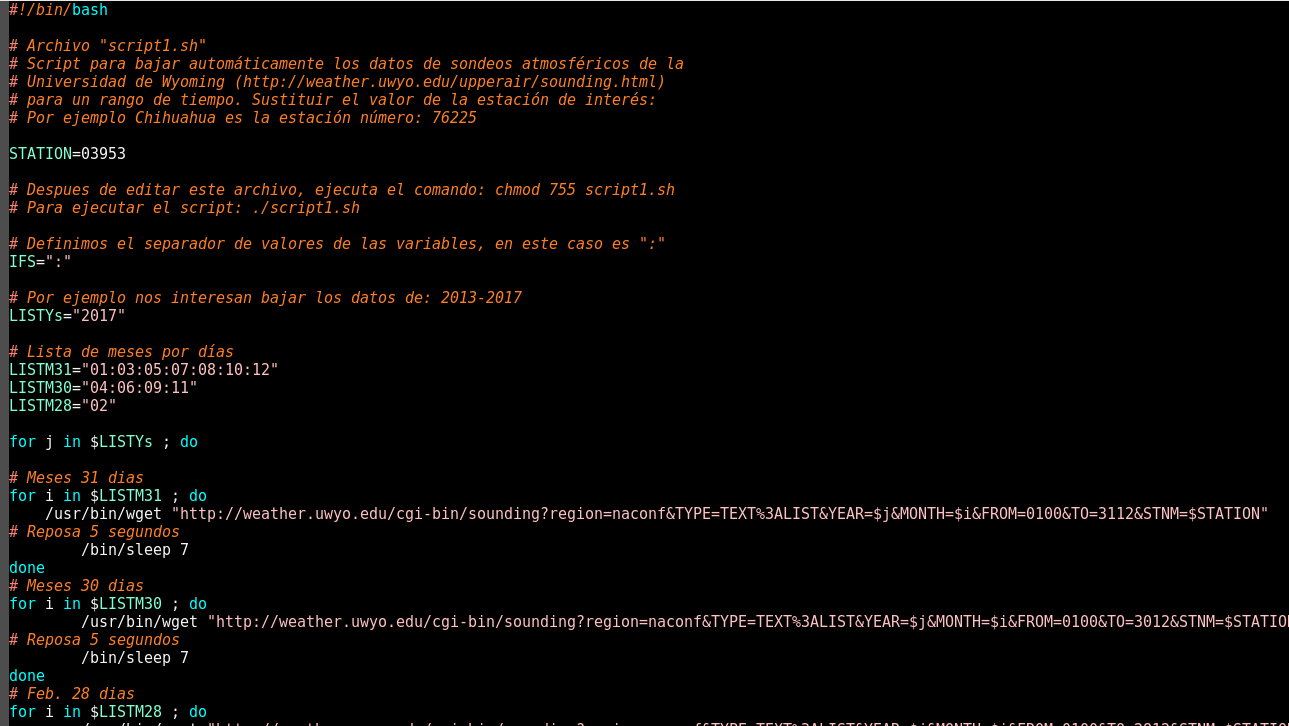 #!/bin/bash
# Archivo "script1.sh"
# Script para bajar automáticamente los datos de sondeos atmosféricos de la
# Universidad de Wyoming (http://weather.uwyo.edu/upperair/sounding.html)
# para un rango de tiempo. Sustituir el valor de la estación de interés:
# Por ejemplo Chihuahua es la estación número: 76225
STATION=03953
# Despues de editar este archivo, ejecuta el comando: chmod 755 script1.sh
# Para ejecutar el script: ./script1.sh
# Definimos el separador de valores de las variables, en este caso es ":"
IFS=":"
# Por ejemplo nos interesan bajar los datos de: 2013-2017
LISTYs="2017"
# Lista de meses por días
LISTM31="01:03:05:07:08:10:12"
LISTM30="04:06:09:11"
LISTM28="02"
for j in $LISTYs ; do
# Meses 31 dias
for i in $LISTM31 ; do
/usr/bin/wget "http://weather.uwyo.edu/cgi-bin/sounding?region=naconf&TYPE=TEXT%3ALIST&YEAR=$j&MONTH=$i&FROM=0100&TO=3112&STNM=$STATION"
# Reposa 5 segundos
/bin/sleep 7
done
# Meses 30 dias
for i in $LISTM30 ; do
/usr/bin/wget "http://weather.uwyo.edu/cgi-bin/sounding?region=naconf&TYPE=TEXT%3ALIST&YEAR=$j&MONTH=$i&FROM=0100&TO=3012&STNM=$STATIO
# Reposa 5 segundos
/bin/sleep 7
done
# Feb. 28 dias
for i in $LISTM28 ; do